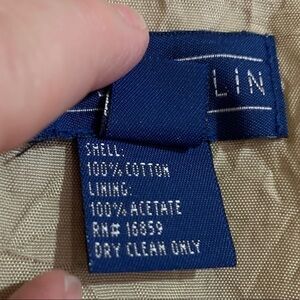 LIN
SHELL:
100% COTTON
LINING:
100% ACETATE
RN# 16859
DRY CLEAN ONLY